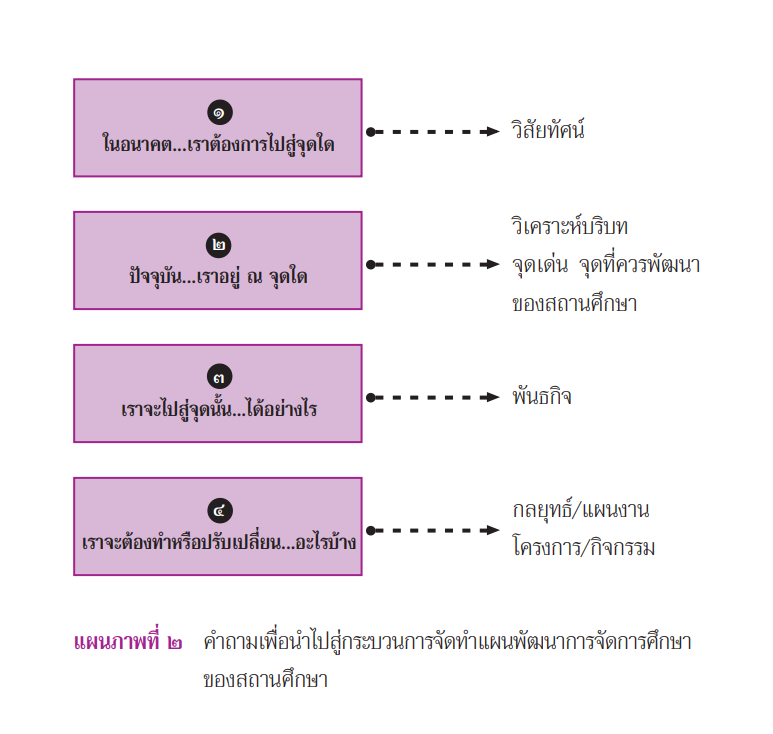 ๑
ในอนาคต...เราต้องการไปสู่จุดใด
วิสัยทัศน์
๒
ปัจจุบัน...เราอยู่ ณ จุดใด
วิเคราะห์บริบท
จุดเด่น จุดที่ควรพัฒนา
ของสถานศึกษา
๓
เราจะไปสู่จุดนั้น...ได้อย่างไร
พันธกิจ
๔
เราจะต้องทำหรือปรับเปลี่ยน...อะไรบ้าง
กลยุทธ์/แผนงาน
โครงการ/กิจกรรม
แผนภาพที่ ๒ คำถามเพื่อนำไปสู่กระบวนการจัดทำแผนพัฒนาการจัดการศึกษา
ของสถานศึกษา